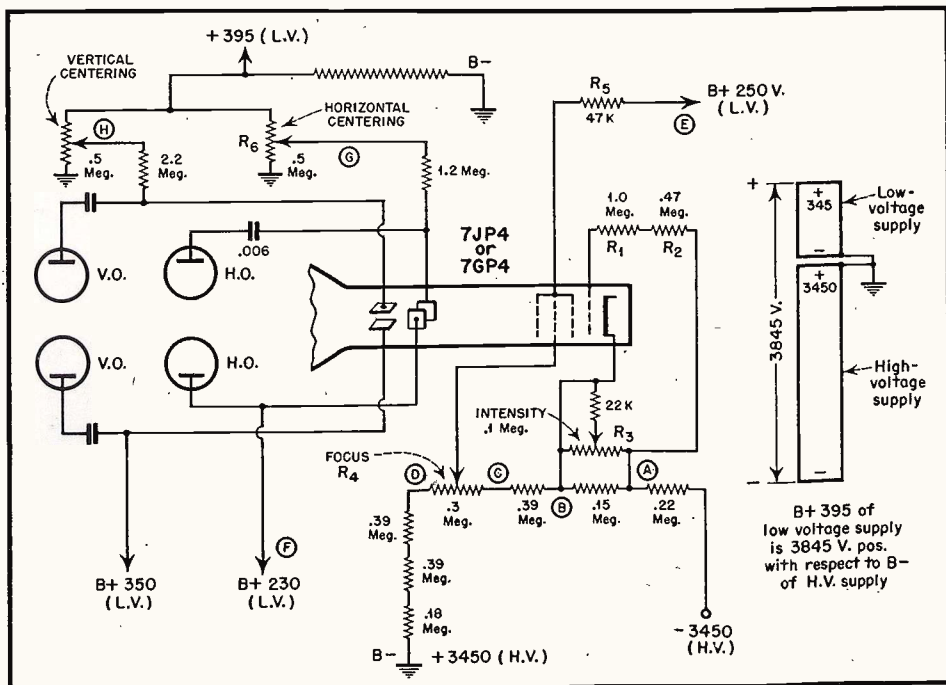 +395 (L.V.)
VERTICAL
CENTERING
B-
HORIZONTAL
CENTERING
H
R6
G
.5
Meg.
2.2
Meg.
.5
Meg.
1.2 Meg.
R5
47 K
B+ 250 V.
(L.V.)
E
V.O.
.006
H.O.
7JP4
or
7GP4
1.0
Meg.
.47
Meg.
R1
R2
+
+
345
-
Low-
voltage
supply
+
3450
3845 V.
High-
voltage
supply
-
-
V.O.
H.O.
22 K
INTENSITY
.1 Meg.
R3
FOCUS
R4
D
C
B
A
.3
Meg.
.39
Meg.
.15
Meg.
.22
Meg.
.39
Meg.
.39
Meg.
.18
Meg.
F
B+ 350
(L.V.)
B+ 230
(L.V.)
B-
+3450 (H.V.)
-3450
(H.V.)
B+ 395 of
low voltage supply
is 3845 V. pos.
with respect to B-
of H.V. supply